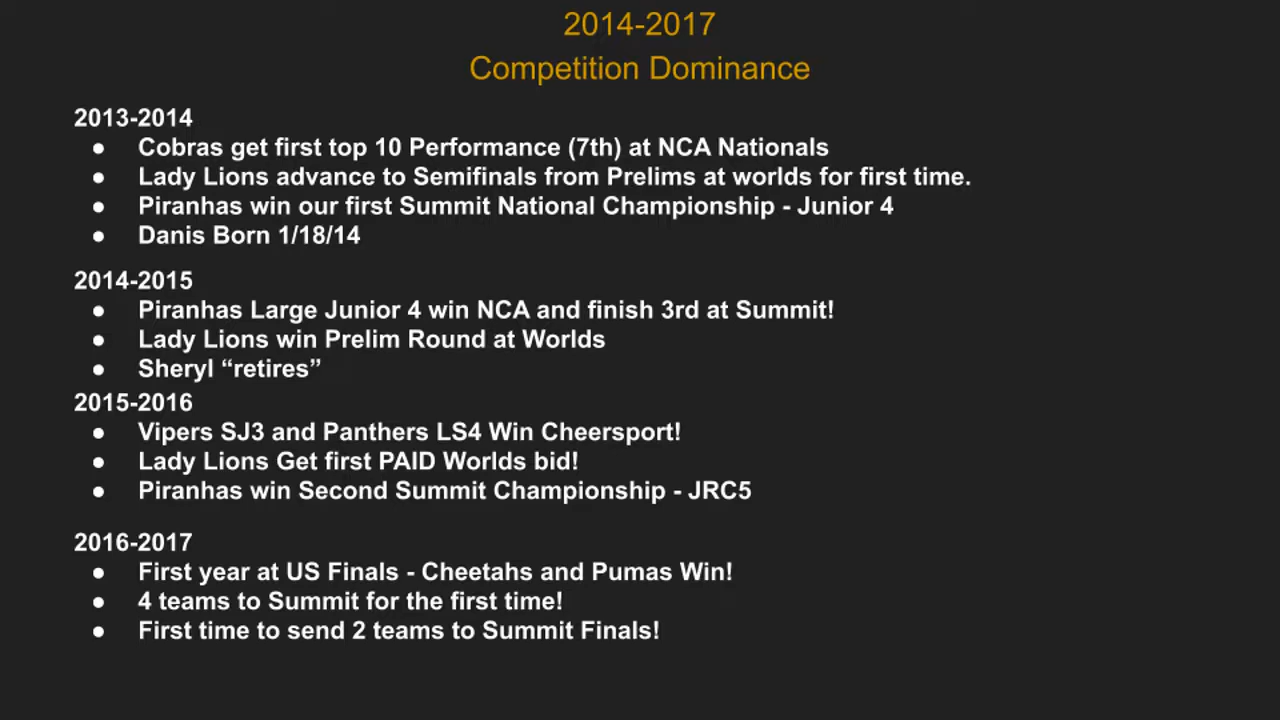 2014-2017
Competition Dominance
2013-2014
● Cobras get first top 10 Performance (7th) at NCA Nationals
● Lady Lions advance to Semifinals from Prelims at worlds for first time.
● Piranhas win our first Summit National Championship - Junior 4
● Danis Born 1/18/14
2014-2015
● Piranhas Large Junior 4 win NCA and finish 3rd at Summit!
● Lady Lions win Prelim Round at Worlds
● Sheryl “retires”
2015-2016
● Vipers SJ3 and Panthers LS4 Win Cheersport!
● Lady Lions Get first PAID Worlds bid!
● Piranhas win Second Summit Championship - JRC5
2016-2017
● First year at US Finals - Cheetahs and Pumas Win!
● 4 teams to Summit for the first time!
● First time to send 2 teams to Summit Finals!